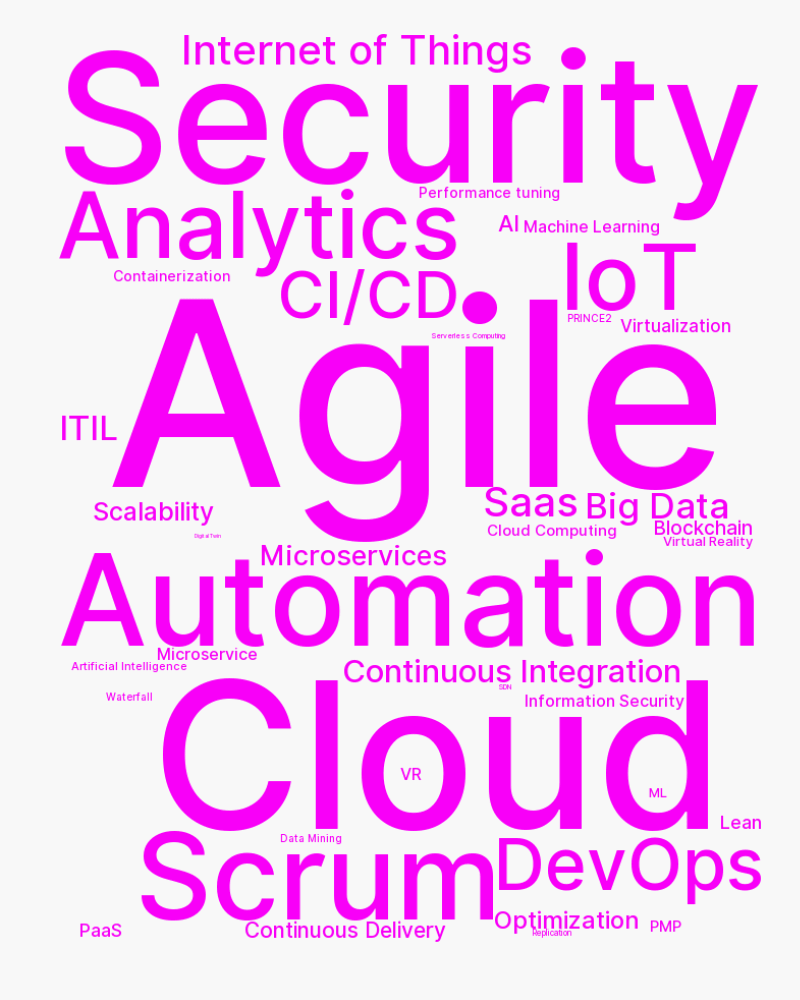 Internet of Things
Security
Performance tuning
Analytics
AI
Machine Learning
Containerization
CI/CD
IoT
PRINCE2
Virtualization
Serverless Computing
Agile
ITIL
Saas
Big Data
Scalability
Cloud Computing
Blockchain
Digital Twin
Virtual Reality
Microservices
Automation
Microservice
Artificial Intelligence
Continuous Integration
SDN
Waterfall
Information Security
Cloud
VR
ML
Lean
Data Mining
Scrum
DevOps
Optimization
PaaS
Continuous Delivery
PMP
Replication